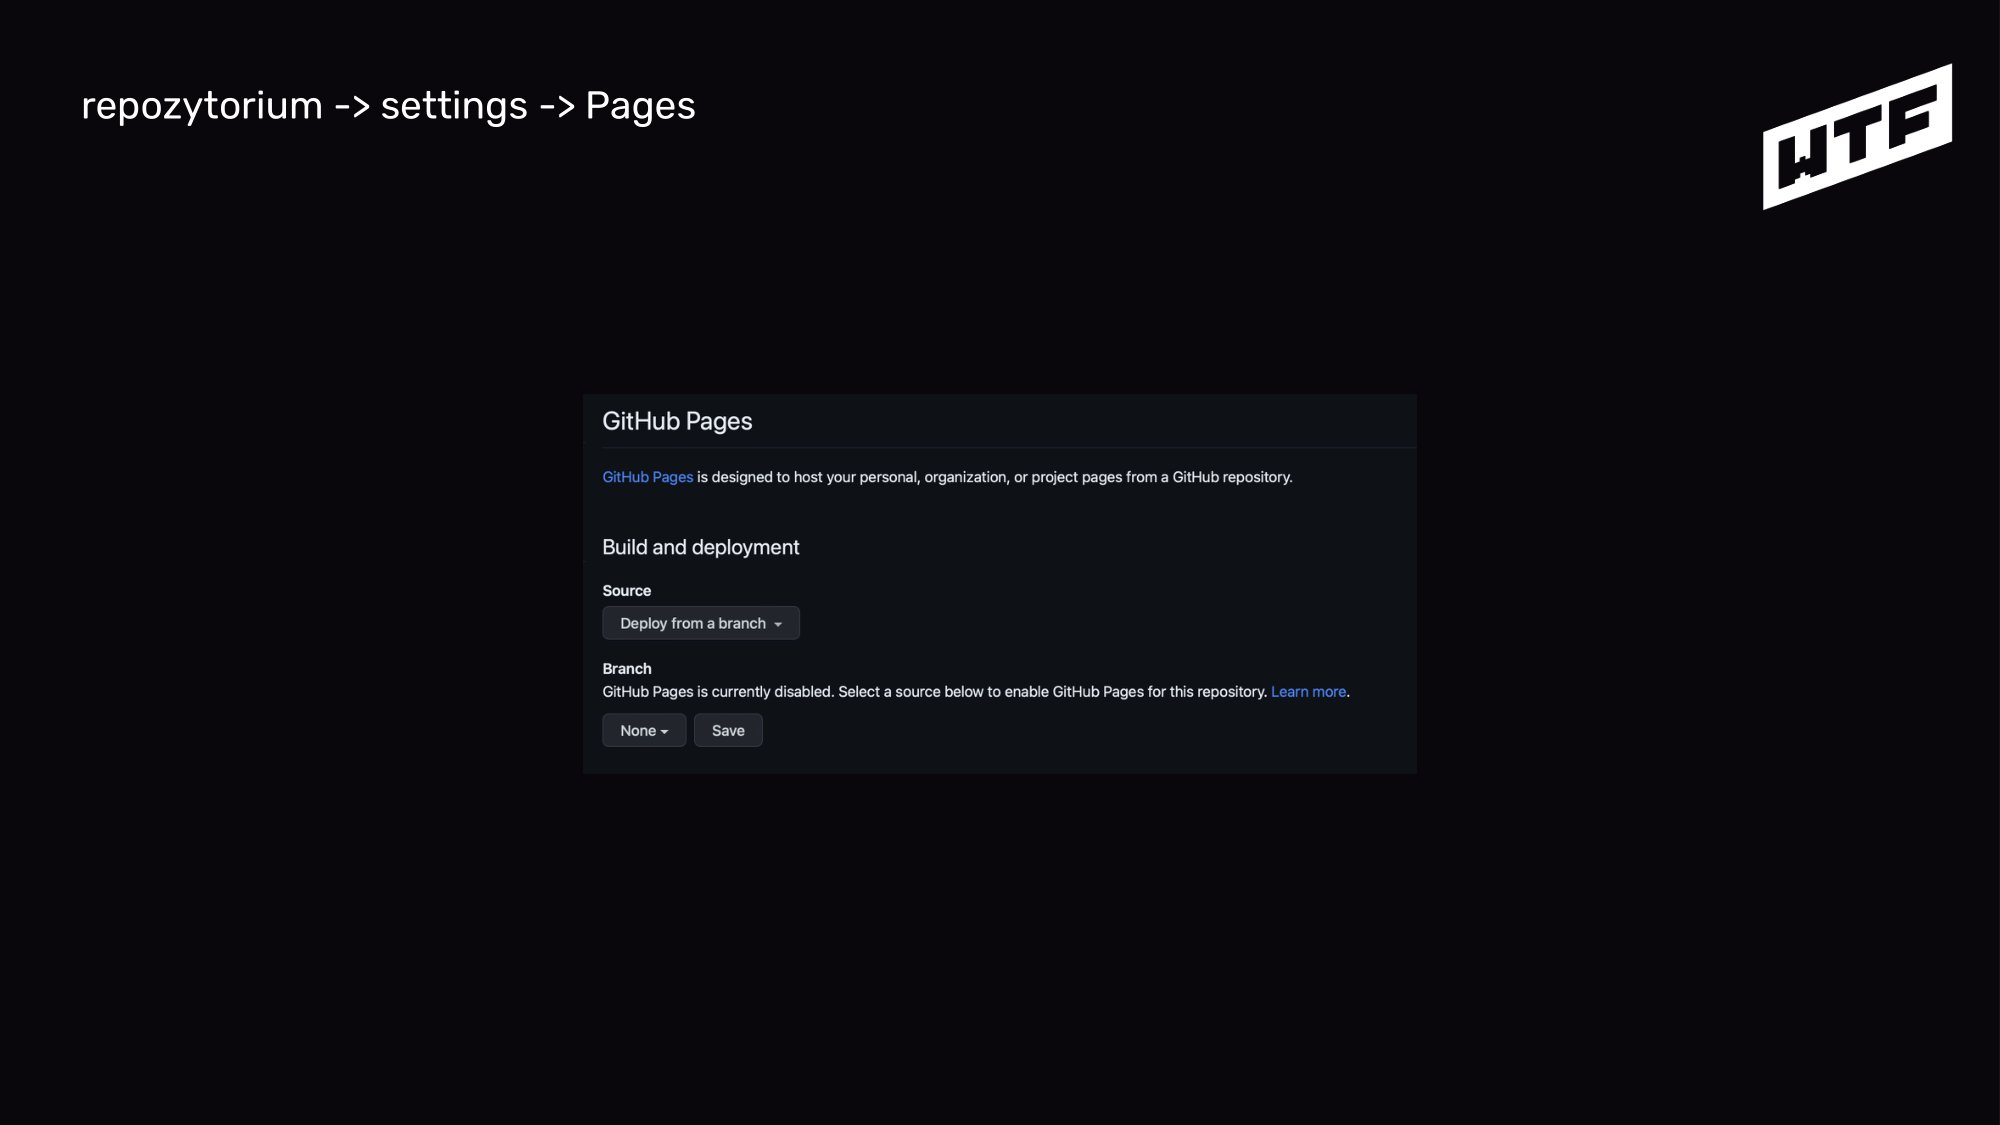 repozytorium -> settings -> Pages
WTF
GitHub Pages
GitHub Pages is designed to host your personal, organization, or project pages from a GitHub repository.
Build and deployment
Source
Deploy from a branch
Branch
GitHub Pages is currently disabled. Select a source below to enable GitHub Pages for this repository. Learn more.
None Save